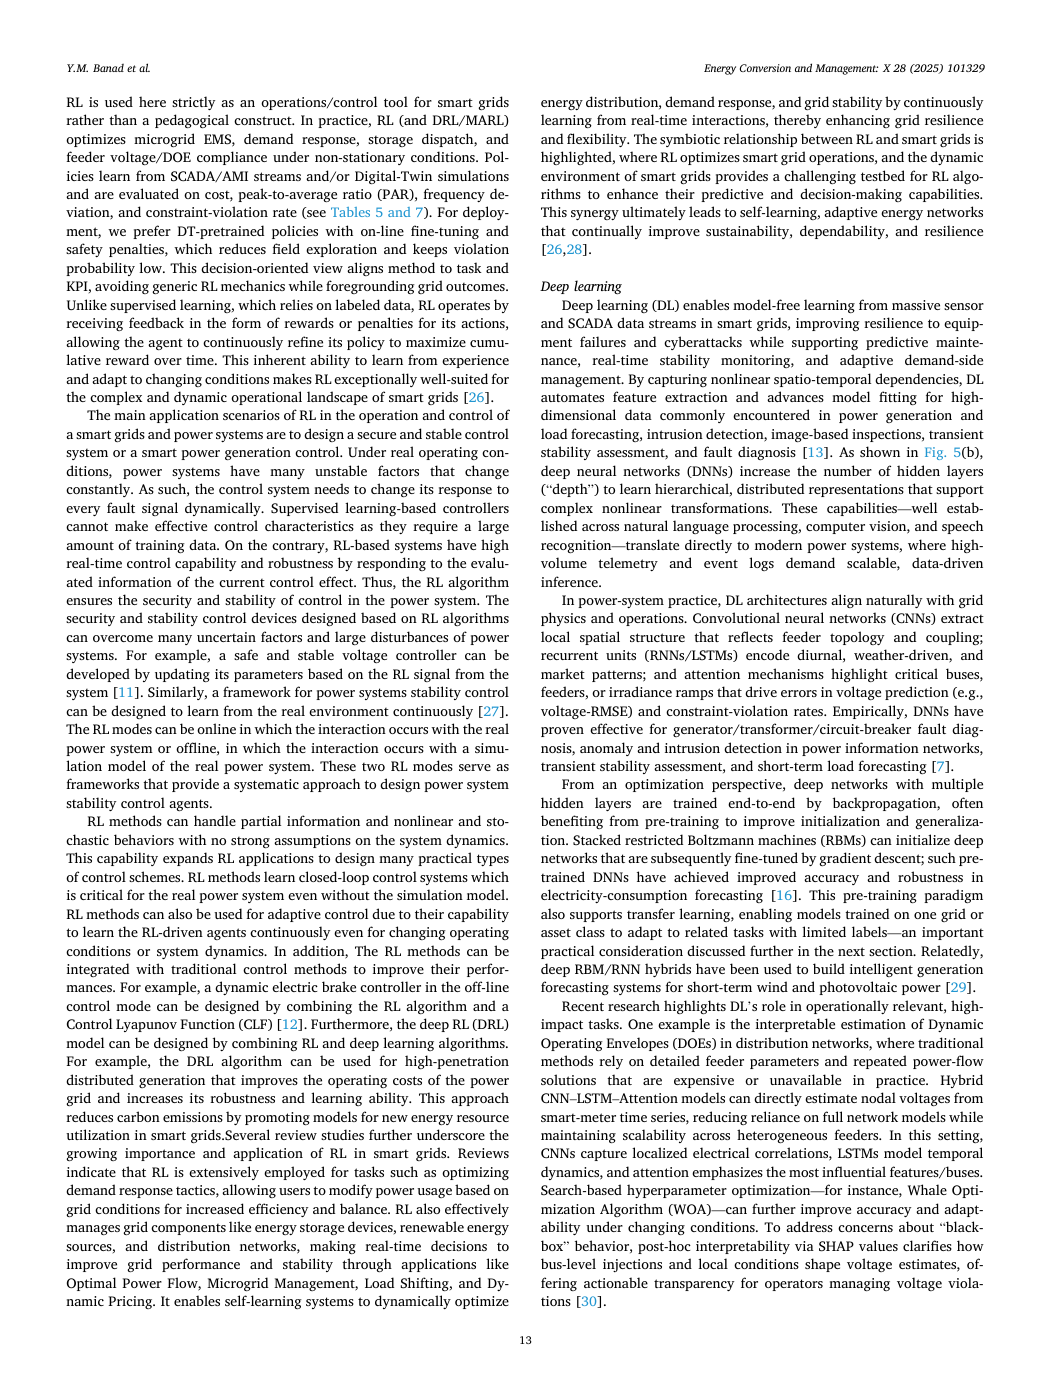 Y.M. Banad et al.
Energy Conversion and Management: X 28 (2025) 101329
RL is used here strictly as an operations/control tool for smart grids
rather than a pedagogical construct. In practice, RL (and DRL/MARL)
optimizes microgrid EMS, demand response, storage dispatch, and
feeder voltage/DOE compliance under non-stationary conditions. Pol-
icies learn from SCADA/AMI streams and/or Digital-Twin simulations
and are evaluated on cost, peak-to-average ratio (PAR), frequency de-
viation, and constraint-violation rate (see Tables 5 and 7). For deploy-
ment, we prefer DT-pretrained policies with on-line fine-tuning and
safety penalties, which reduces field exploration and keeps violation
probability low. This decision-oriented view aligns method to task and
KPI, avoiding generic RL mechanics while foregrounding grid outcomes.
Unlike supervised learning, which relies on labeled data, RL operates by
receiving feedback in the form of rewards or penalties for its actions,
allowing the agent to continuously refine its policy to maximize cumu-
lative reward over time. This inherent ability to learn from experience
and adapt to changing conditions makes RL exceptionally well-suited for
the complex and dynamic operational landscape of smart grids [26].
The main application scenarios of RL in the operation and control of
a smart grids and power systems are to design a secure and stable control
system or a smart power generation control. Under real operating con-
ditions, power systems have many unstable factors that change
constantly. As such, the control system needs to change its response to
every fault signal dynamically. Supervised learning-based controllers
cannot make effective control characteristics as they require a large
amount of training data. On the contrary, RL-based systems have high
real-time control capability and robustness by responding to the evalu-
ated information of the current control effect. Thus, the RL algorithm
ensures the security and stability of control in the power system. The
security and stability control devices designed based on RL algorithms
can overcome many uncertain factors and large disturbances of power
systems. For example, a safe and stable voltage controller can be
developed by updating its parameters based on the RL signal from the
system [11]. Similarly, a framework for power systems stability control
can be designed to learn from the real environment continuously [27].
The RL modes can be online in which the interaction occurs with the real
power system or offline, in which the interaction occurs with a simu-
lation model of the real power system. These two RL modes serve as
frameworks that provide a systematic approach to design power system
stability control agents.
RL methods can handle partial information and nonlinear and sto-
chastic behaviors with no strong assumptions on the system dynamics.
This capability expands RL applications to design many practical types
of control schemes. RL methods learn closed-loop control systems which
is critical for the real power system even without the simulation model.
RL methods can also be used for adaptive control due to their capability
to learn the RL-driven agents continuously even for changing operating
conditions or system dynamics. In addition, The RL methods can be
integrated with traditional control methods to improve their perfor-
mances. For example, a dynamic electric brake controller in the off-line
control mode can be designed by combining the RL algorithm and a
Control Lyapunov Function (CLF) [12]. Furthermore, the deep RL (DRL)
model can be designed by combining RL and deep learning algorithms.
For example, the DRL algorithm can be used for high-penetration
distributed generation that improves the operating costs of the power
grid and increases its robustness and learning ability. This approach
reduces carbon emissions by promoting models for new energy resource
utilization in smart grids.Several review studies further underscore the
growing importance and application of RL in smart grids. Reviews
indicate that RL is extensively employed for tasks such as optimizing
demand response tactics, allowing users to modify power usage based on
grid conditions for increased efficiency and balance. RL also effectively
manages grid components like energy storage devices, renewable energy
sources, and distribution networks, making real-time decisions to
improve grid performance and stability through applications like
Optimal Power Flow, Microgrid Management, Load Shifting, and Dy-
namic Pricing. It enables self-learning systems to dynamically optimize
energy distribution, demand response, and grid stability by continuously
learning from real-time interactions, thereby enhancing grid resilience
and flexibility. The symbiotic relationship between RL and smart grids is
highlighted, where RL optimizes smart grid operations, and the dynamic
environment of smart grids provides a challenging testbed for RL algo-
rithms to enhance their predictive and decision-making capabilities.
This synergy ultimately leads to self-learning, adaptive energy networks
that continually improve sustainability, dependability, and resilience
[26,28].
Deep learning
Deep learning (DL) enables model-free learning from massive sensor
and SCADA data streams in smart grids, improving resilience to equip-
ment failures and cyberattacks while supporting predictive mainte-
nance, real-time stability monitoring, and adaptive demand-side
management. By capturing nonlinear spatio-temporal dependencies, DL
automates feature extraction and advances model fitting for high-
dimensional data commonly encountered in power generation and
load forecasting, intrusion detection, image-based inspections, transient
stability assessment, and fault diagnosis [13]. As shown in Fig. 5(b),
deep neural networks (DNNs) increase the number of hidden layers
(“depth”) to learn hierarchical, distributed representations that support
complex nonlinear transformations. These capabilities—well estab-
lished across natural language processing, computer vision, and speech
recognition—translate directly to modern power systems, where high-
volume telemetry and event logs demand scalable, data-driven
inference.
In power-system practice, DL architectures align naturally with grid
physics and operations. Convolutional neural networks (CNNs) extract
local spatial structure that reflects feeder topology and coupling;
recurrent units (RNNs/LSTMs) encode diurnal, weather-driven, and
market patterns; and attention mechanisms highlight critical buses,
feeders, or irradiance ramps that drive errors in voltage prediction (e.g.,
voltage-RMSE) and constraint-violation rates. Empirically, DNNs have
proven effective for generator/transformer/circuit-breaker fault diag-
nosis, anomaly and intrusion detection in power information networks,
transient stability assessment, and short-term load forecasting [7].
From an optimization perspective, deep networks with multiple
hidden layers are trained end-to-end by backpropagation, often
benefiting from pre-training to improve initialization and generaliza-
tion. Stacked restricted Boltzmann machines (RBMs) can initialize deep
networks that are subsequently fine-tuned by gradient descent; such pre-
trained DNNs have achieved improved accuracy and robustness in
electricity-consumption forecasting [16]. This pre-training paradigm
also supports transfer learning, enabling models trained on one grid or
asset class to adapt to related tasks with limited labels—an important
practical consideration discussed further in the next section. Relatedly,
deep RBM/RNN hybrids have been used to build intelligent generation
forecasting systems for short-term wind and photovoltaic power [29].
Recent research highlights DL’s role in operationally relevant, high-
impact tasks. One example is the interpretable estimation of Dynamic
Operating Envelopes (DOEs) in distribution networks, where traditional
methods rely on detailed feeder parameters and repeated power-flow
solutions that are expensive or unavailable in practice. Hybrid
CNN–LSTM–Attention models can directly estimate nodal voltages from
smart-meter time series, reducing reliance on full network models while
maintaining scalability across heterogeneous feeders. In this setting,
CNNs capture localized electrical correlations, LSTMs model temporal
dynamics, and attention emphasizes the most influential features/buses.
Search-based hyperparameter optimization—for instance, Whale Opti-
mization Algorithm (WOA)—can further improve accuracy and adapt-
ability under changing conditions. To address concerns about “black-
box” behavior, post-hoc interpretability via SHAP values clarifies how
bus-level injections and local conditions shape voltage estimates, of-
fering actionable transparency for operators managing voltage viola-
tions [30].
13